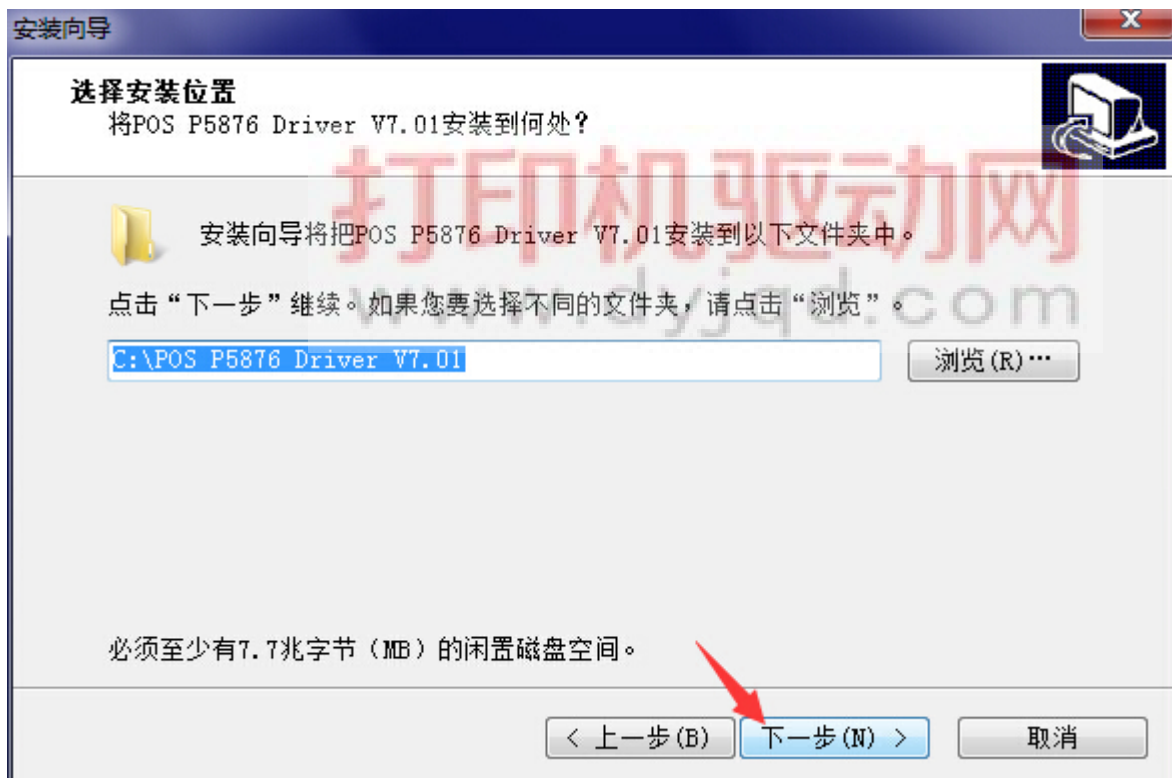 安装向导
选择安装位置
将POS P5876 Driver V7.01安装到何处?
打印机驱动网
安装向导将把POS P5876 Driver V7.01安装到以下文件夹中。
www.dyjqd.com
点击“下一步”继续。如果您要选择不同的文件夹，请点击“浏览”。
C:\POS P5876 Driver V7.01
浏览(R)…
必须至少有7.7兆字节（MB）的闲置磁盘空间。
< 上一步(B)
下一步(N) >
取消